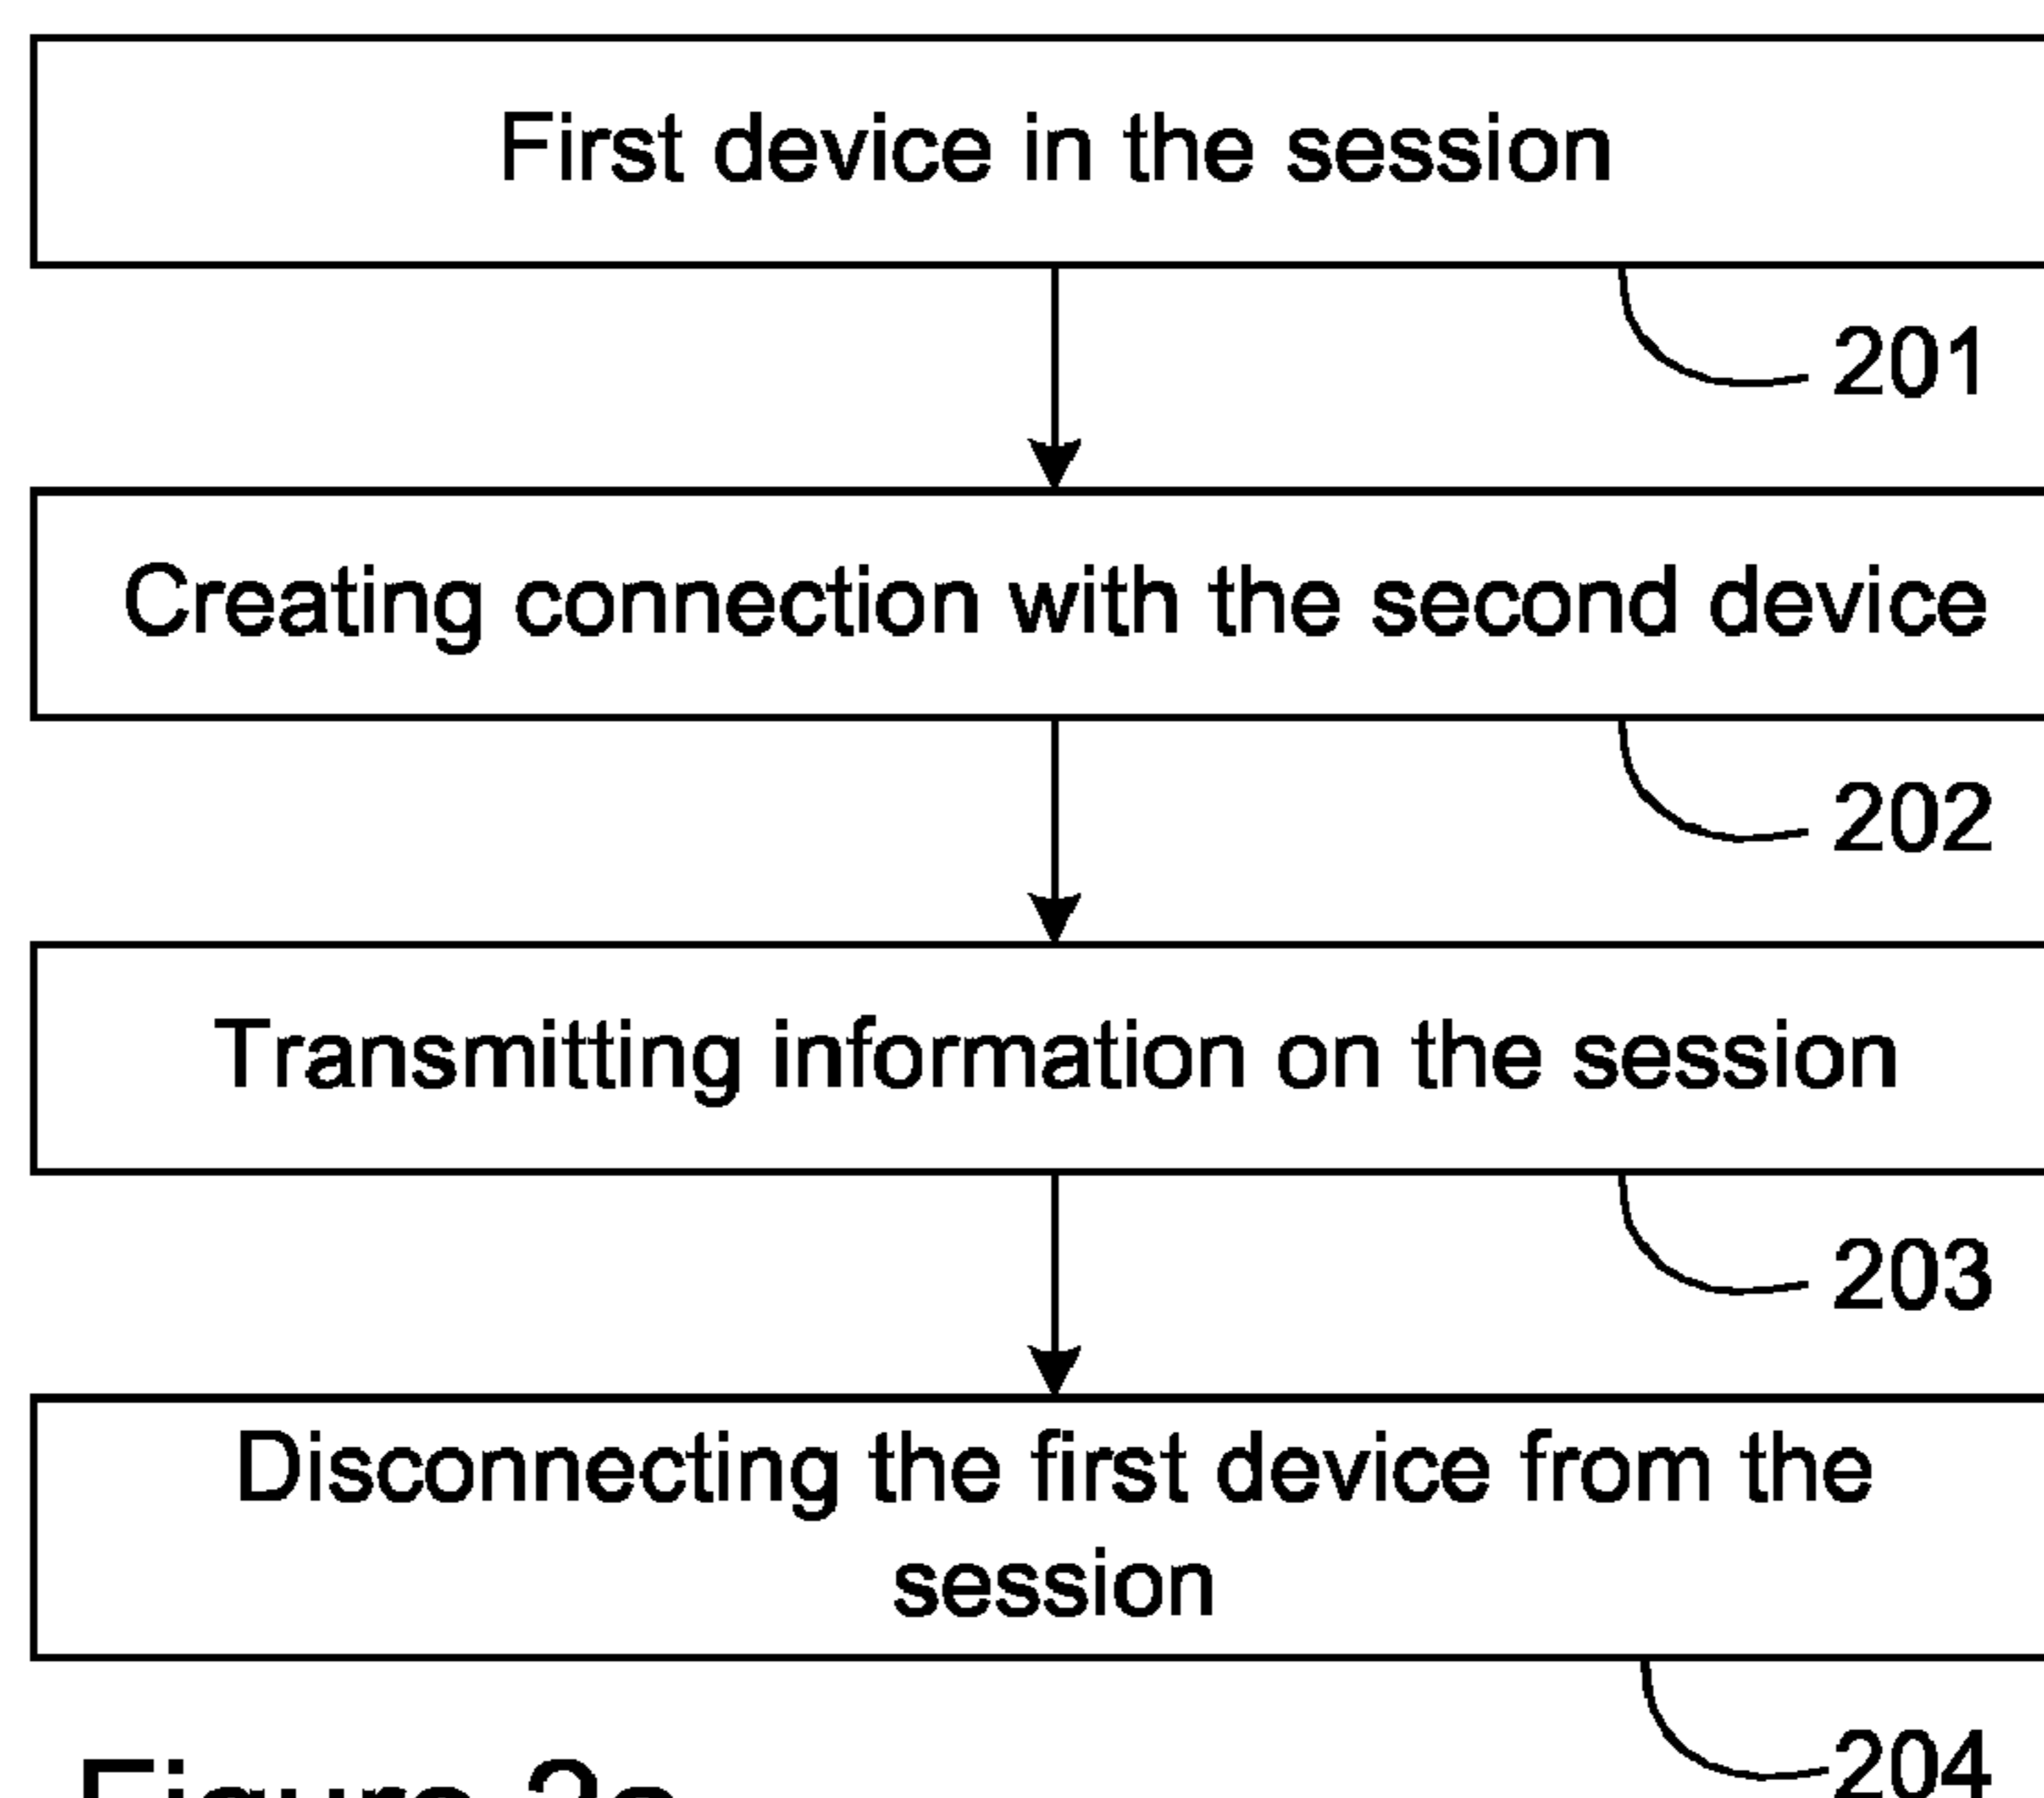 First device in the session
201
Creating connection with the second device
202
Transmitting information on the session
203
Disconnecting the first device from the
session
204
Figure